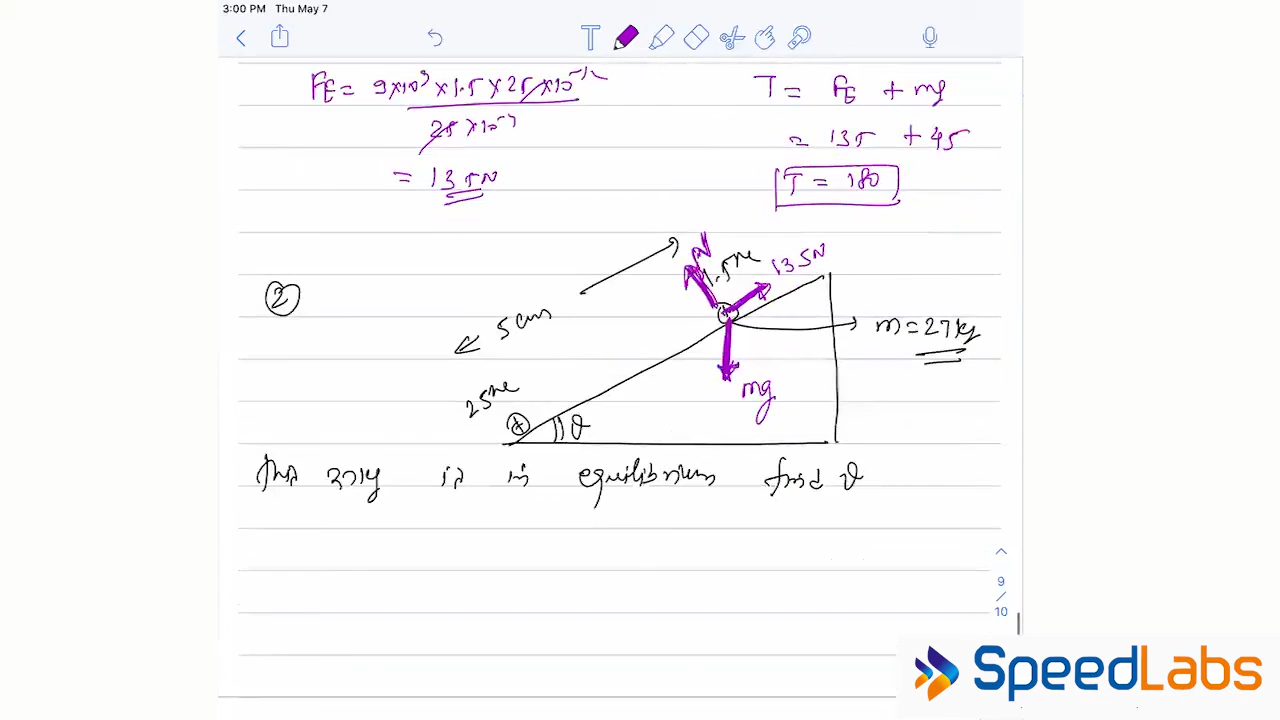 3:00 PM Thu May 7
T
FE = 9×10⁹ × 1.5 × 25 × 10⁻¹²
25 × 10⁻⁴
= 135N
T = FE + mg
= 135 + 45
T = 180
②
5 cm
N
1.5μc
135N
m = 27kg
25μc
+
θ
mg
this 27kg is in equilibrium find θ
9
/
10
SpeedLabs